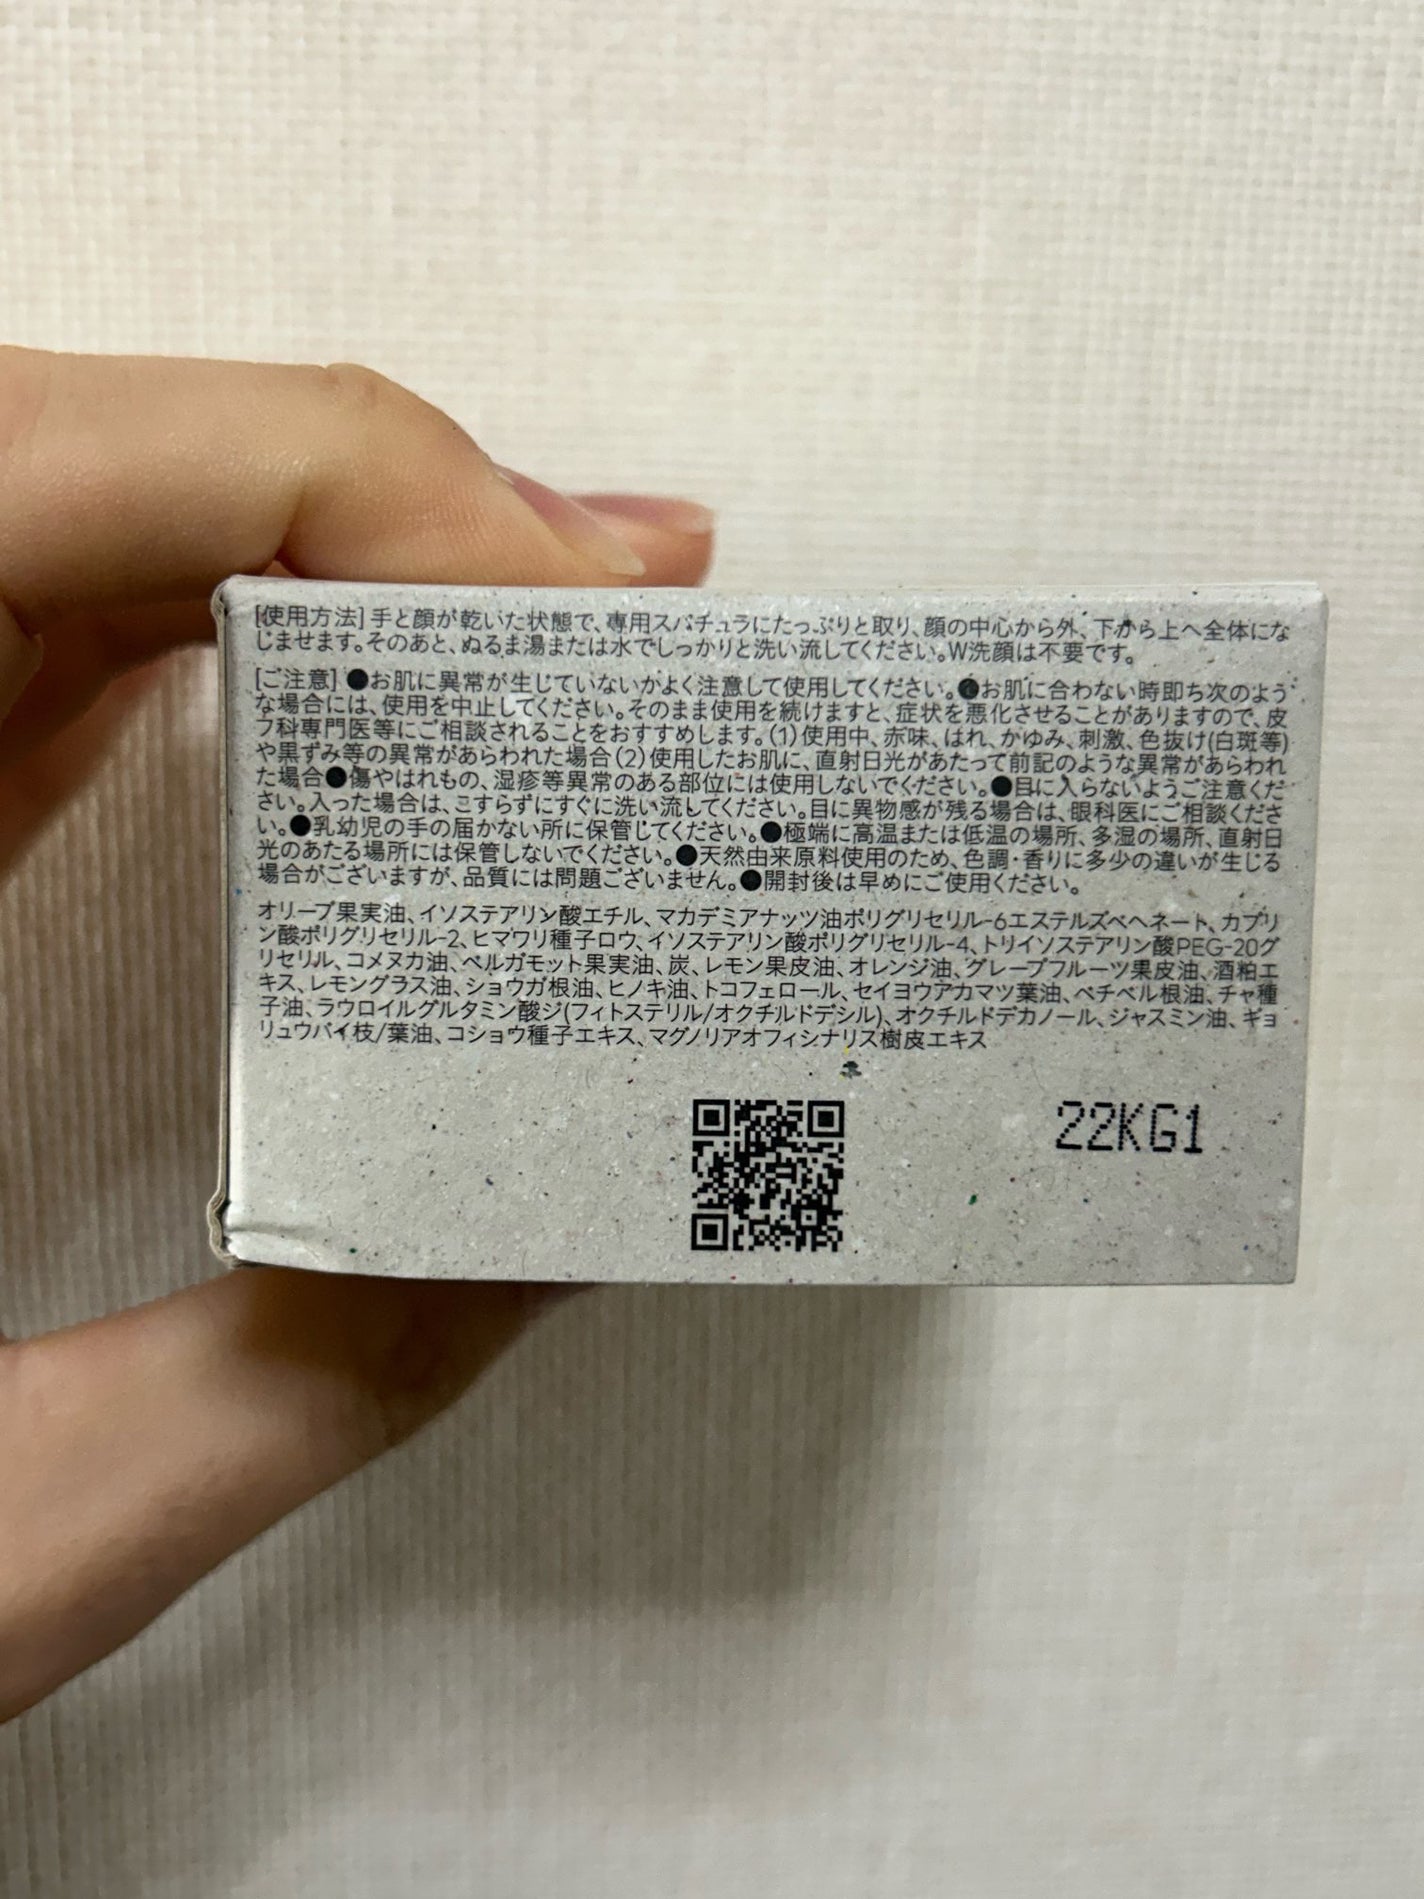 [使用方法] 手と顔が乾いた状態で、専用スパチュラにたっぷりと取り、顔の中心から外、下から上へ全体にな
じませます。そのあと、ぬるま湯または水でしっかりと洗い流してください。W洗顔は不要です。
[ご注意] ●お肌に異常が生じていないかよく注意して使用してください。●お肌に合わない時即ち次のよう
な場合には、使用を中止してください。そのまま使用を続けますと、症状を悪化させることがありますので、皮
フ科専門医等にご相談されることをおすすめします。(1)使用中、赤味、はれ、かゆみ、刺激、色抜け(白斑等)
や黒ずみ等の異常があらわれた場合(2)使用したお肌に、直射日光があたって前記のような異常があらわれ
た場合●傷やはれもの、湿疹等異常のある部位には使用しないでください。●目に入らないようご注意くだ
さい。入った場合は、こすらずにすぐに洗い流してください。目に異物感が残る場合は、眼科医にご相談くださ
い。●乳幼児の手の届かない所に保管してください。●極端に高温または低温の場所、多湿の場所、直射日
光のあたる場所には保管しないでください。●天然由来原料使用のため、色調・香りに多少の違いが生じる
場合がございますが、品質には問題ございません。●開封後は早めにご使用ください。
オリーブ果実油、イソステアリン酸エチル、マカデミアナッツ油ポリグリセリル-6エステルズベヘネート、カプリ
ン酸ポリグリセリル-2、ヒマワリ種子ロウ、イソステアリン酸ポリグリセリル-4、トリイソステアリン酸PEG-20グ
リセリル、コメヌカ油、ベルガモット果実油、炭、レモン果皮油、オレンジ油、グレープフルーツ果皮油、酒粕エ
キス、レモングラス油、ショウガ根油、ヒノキ油、トコフェロール、セイヨウアカマツ葉油、ベチベル根油、チャ種
子油、ラウロイルグルタミン酸ジ(フィトステリル/オクチルドデシル)、オクチルドデカノール、ジャスミン油、ギョ
リュウバイ枝/葉油、コショウ種子エキス、マグノリアオフィシナリス樹皮エキス
22KG1